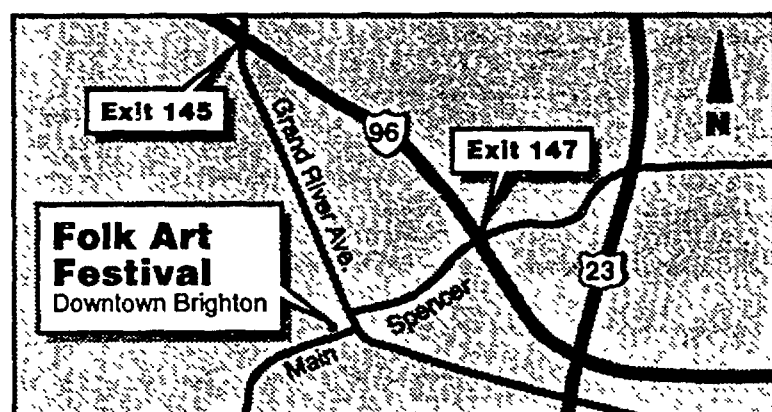 Exit 145
Grand River Ave.
96
Exit 147
N
Folk Art
Festival
Downtown Brighton
23
Spencer
Main